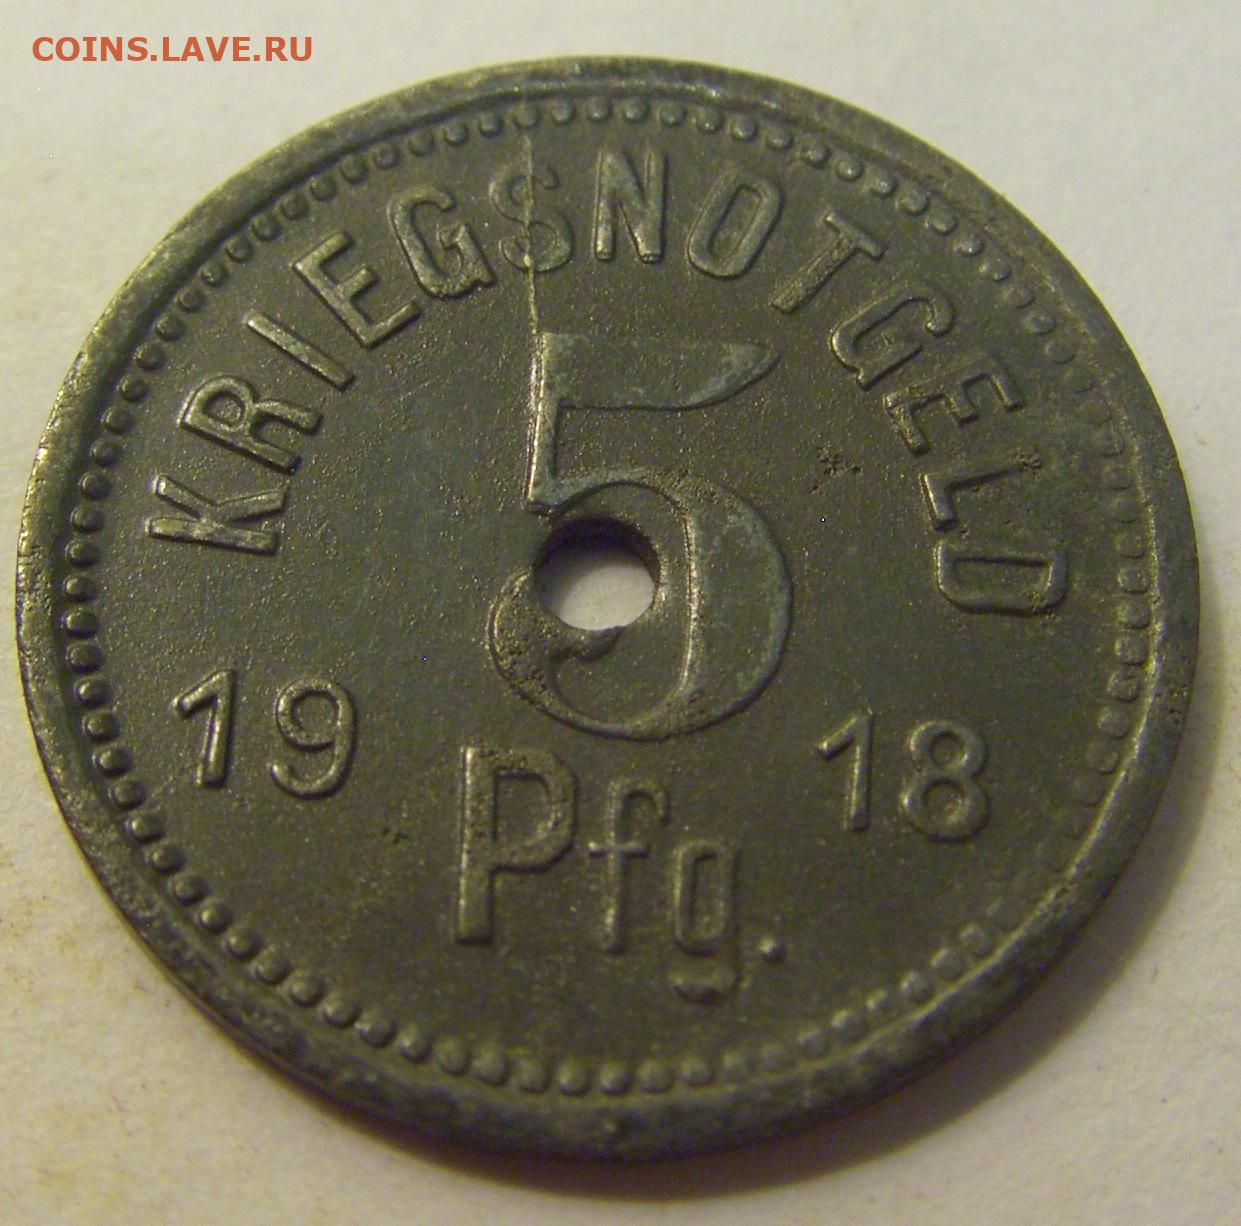 COINS.LAVE.RU
KRIEGSNOTGELD
5
19 18
Pfg.